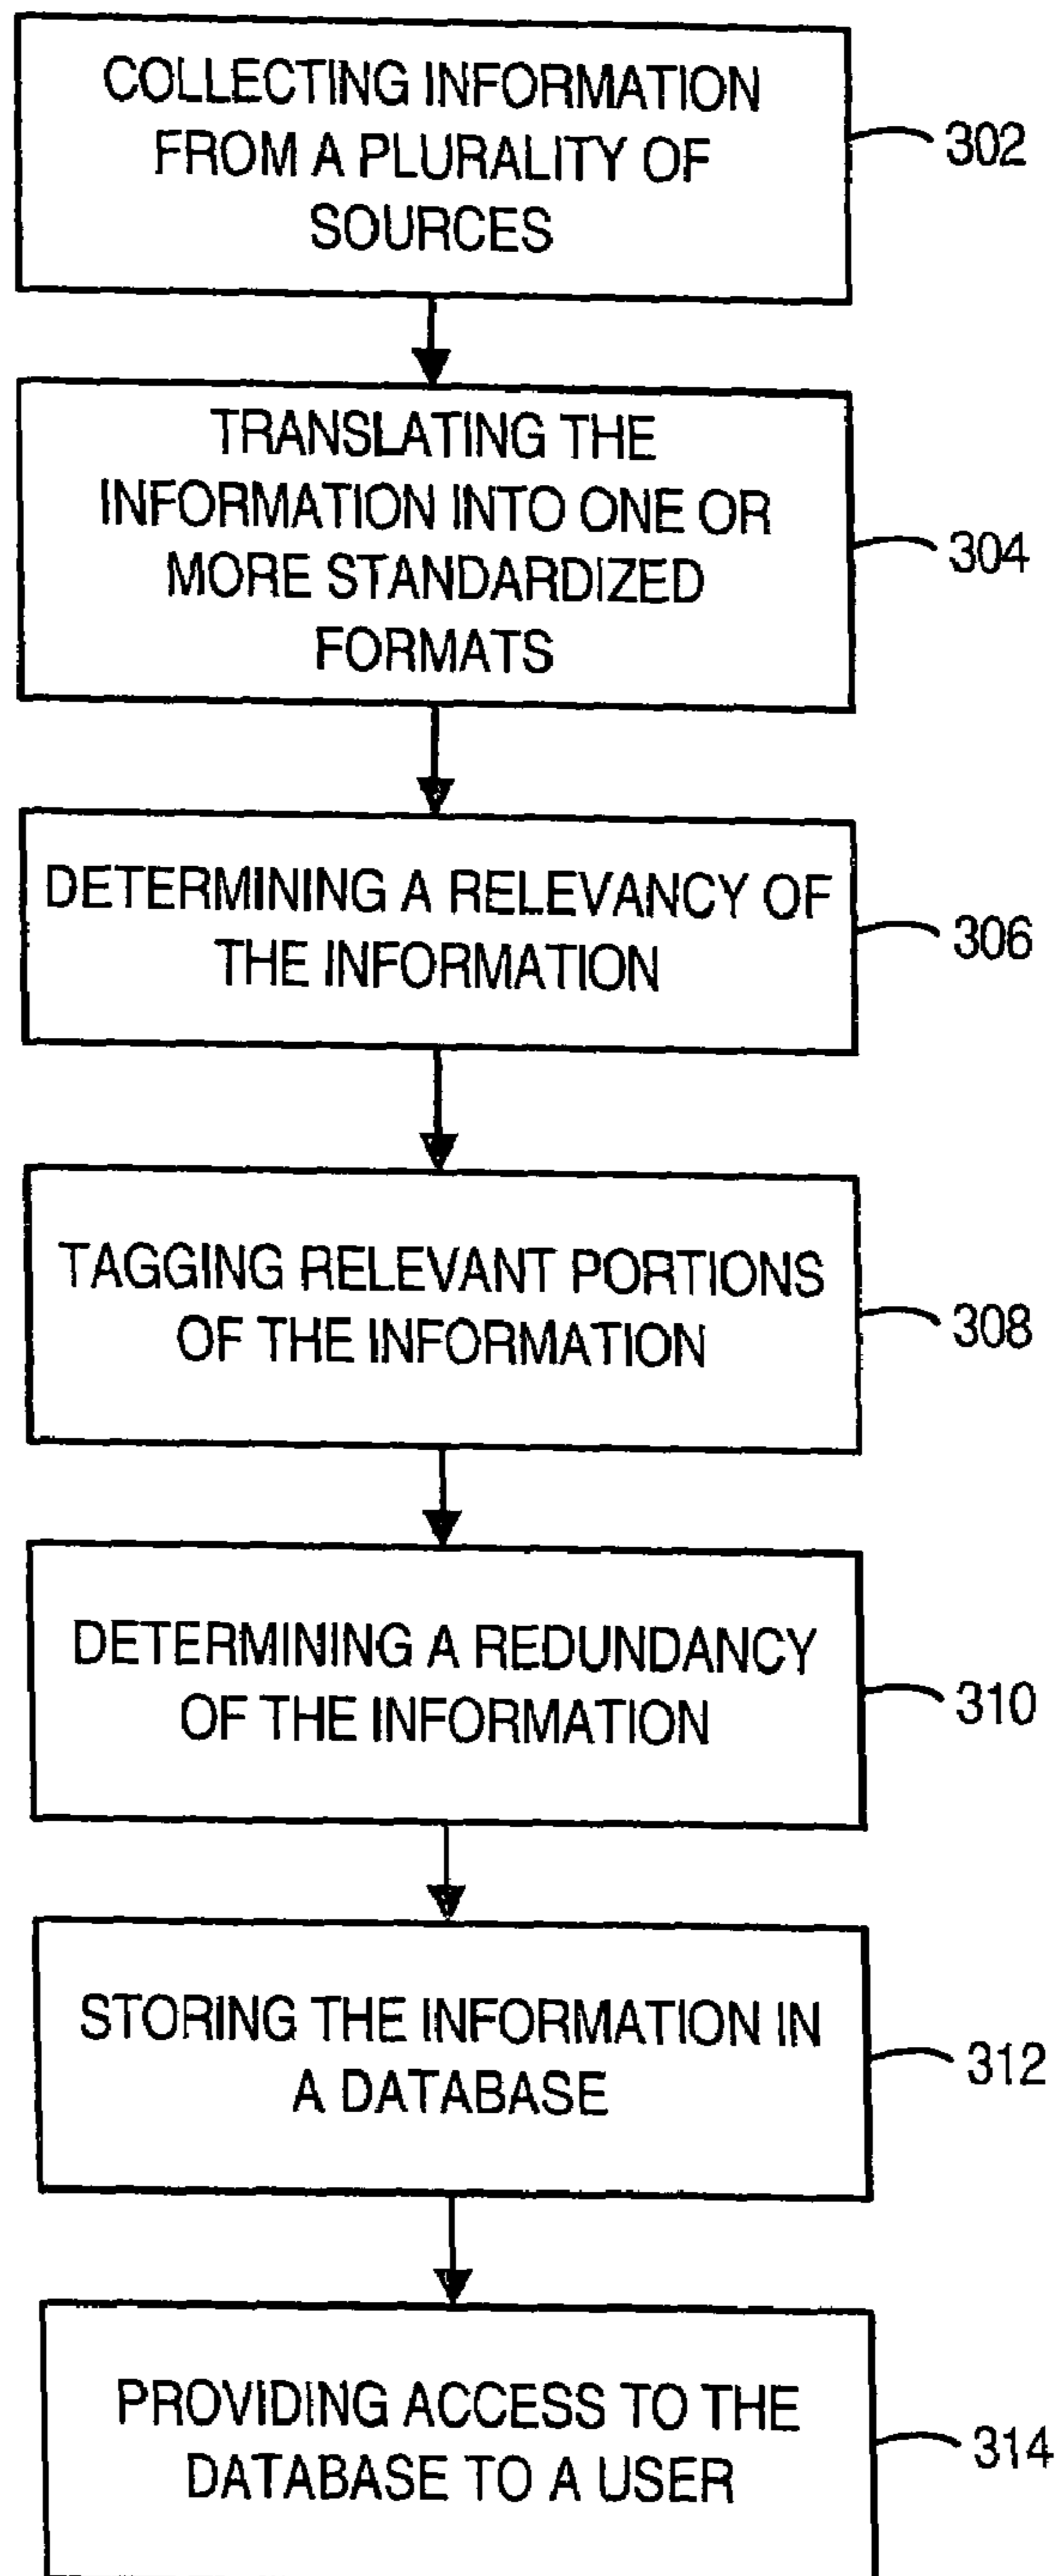 COLLECTING INFORMATION
FROM A PLURALITY OF
SOURCES
302
TRANSLATING THE
INFORMATION INTO ONE OR
MORE STANDARDIZED
FORMATS
304
DETERMINING A RELEVANCY OF
THE INFORMATION
306
TAGGING RELEVANT PORTIONS
OF THE INFORMATION
308
DETERMINING A REDUNDANCY
OF THE INFORMATION
310
STORING THE INFORMATION IN
A DATABASE
312
PROVIDING ACCESS TO THE
DATABASE TO A USER
314